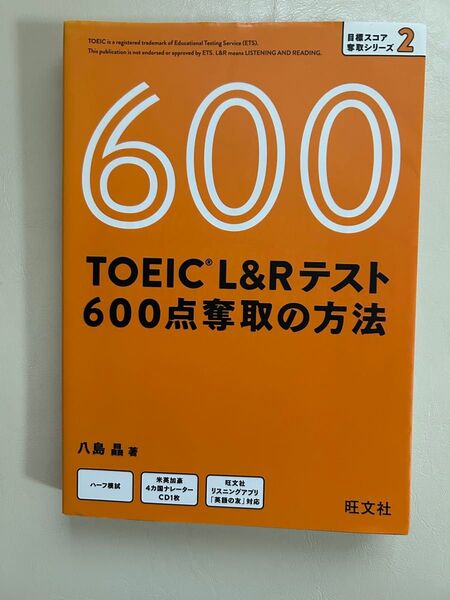 TOEIC is a registered trademark of Educational Testing Service (ETS).
This publication is not endorsed or approved by ETS. L&R means LISTENING AND READING.
目標スコア
奪取シリーズ 2
600
TOEIC® L&Rテスト
600点奪取の方法
八島 晶 著
ハーフ模試
米英加豪
4カ国ナレーター
CD1枚
旺文社
リスニングアプリ
「英語の友」対応
旺文社